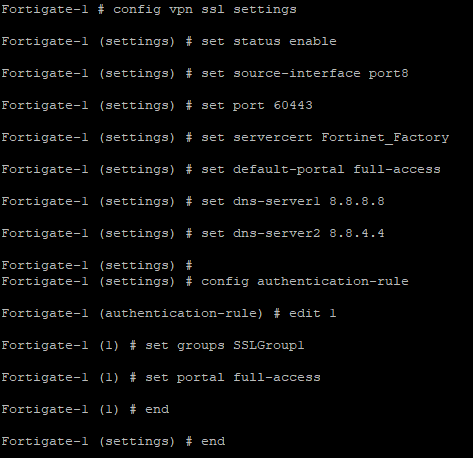 Fortigate-1 # config vpn ssl settings
Fortigate-1 (settings) # set status enable
Fortigate-1 (settings) # set source-interface port8
Fortigate-1 (settings) # set port 60443
Fortigate-1 (settings) # set servercert Fortinet_Factory
Fortigate-1 (settings) # set default-portal full-access
Fortigate-1 (settings) # set dns-server1 8.8.8.8
Fortigate-1 (settings) # set dns-server2 8.8.4.4
Fortigate-1 (settings) #
Fortigate-1 (settings) # config authentication-rule
Fortigate-1 (authentication-rule) # edit 1
Fortigate-1 (1) # set groups SSLGroup1
Fortigate-1 (1) # set portal full-access
Fortigate-1 (1) # end
Fortigate-1 (settings) # end